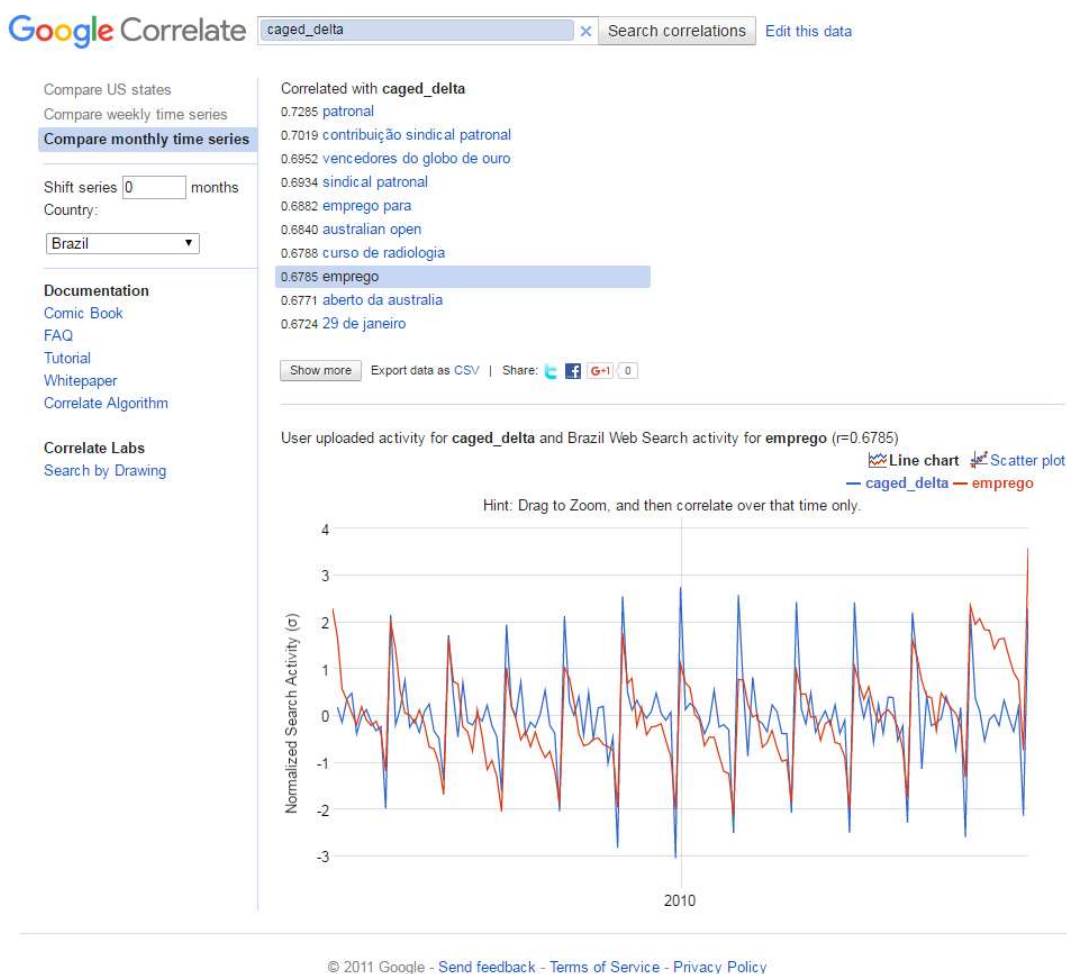 Google Correlate caged_delta × Search correlations Edit this data
Compare US states
Compare weekly time series
Compare monthly time series
Shift series 0 months
Country:
Brazil
Documentation
Comic Book
FAQ
Tutorial
Whitepaper
Correlate Algorithm
Correlate Labs
Search by Drawing
Correlated with caged_delta
0.7285 patronal
0.7019 contribuição sindical patronal
0.6952 vencedores do globo de ouro
0.6934 sindical patronal
0.6882 emprego para
0.6840 australian open
0.6788 curso de radiologia
0.6785 emprego
0.6771 aberto da australia
0.6724 29 de janeiro
Show more Export data as CSV | Share: G+1 0
User uploaded activity for caged_delta and Brazil Web Search activity for emprego (r=0.6785)
Line chart Scatter plot
caged_delta emprego
Hint: Drag to Zoom, and then correlate over that time only.
Normalized Search Activity (σ)
4
3
2
1
0
-1
-2
-3
2010
© 2011 Google - Send feedback - Terms of Service - Privacy Policy